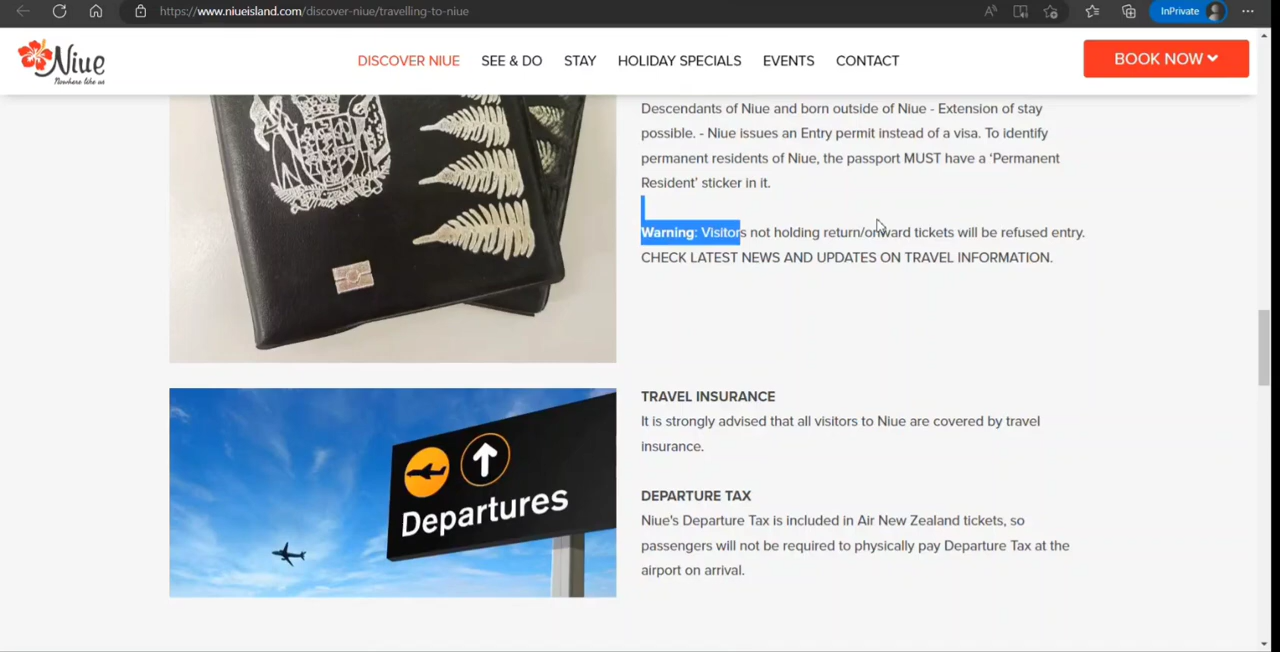 https://www.niueisland.com/discover-niue/travelling-to-niue
InPrivate
Niue
Nowhere like us
DISCOVER NIUE
SEE & DO
STAY
HOLIDAY SPECIALS
EVENTS
CONTACT
BOOK NOW
Descendants of Niue and born outside of Niue - Extension of stay
possible. - Niue issues an Entry permit instead of a visa. To identify
permanent residents of Niue, the passport MUST have a ‘Permanent
Resident’ sticker in it.
Warning: Visitors not holding return/onward tickets will be refused entry.
CHECK LATEST NEWS AND UPDATES ON TRAVEL INFORMATION.
Departures
TRAVEL INSURANCE
It is strongly advised that all visitors to Niue are covered by travel
insurance.
DEPARTURE TAX
Niue's Departure Tax is included in Air New Zealand tickets, so
passengers will not be required to physically pay Departure Tax at the
airport on arrival.